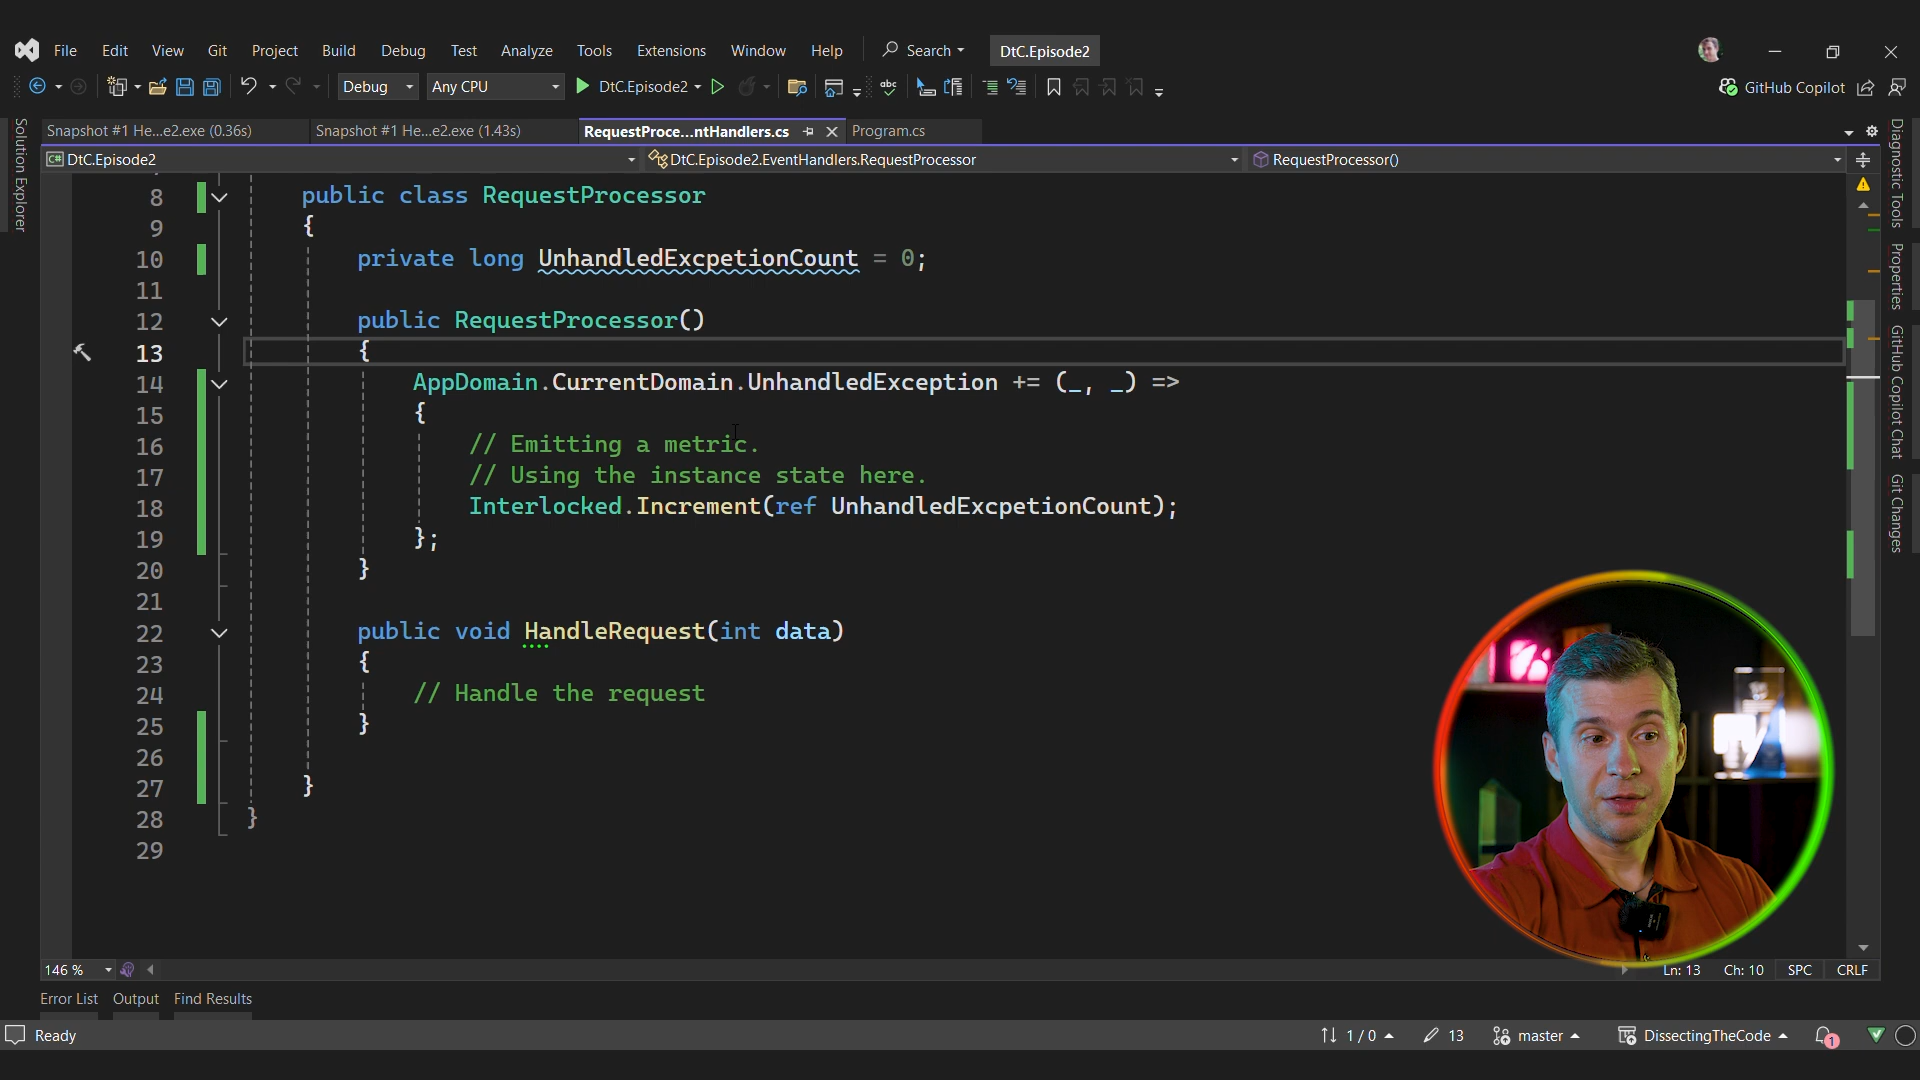 File Edit View Git Project Build Debug Test Analyze Tools Extensions Window Help Search DtC.Episode2
Debug Any CPU DtC.Episode2 abc GitHub Copilot
Snapshot #1 He...e2.exe (0.36s) Snapshot #1 He...e2.exe (1.43s) RequestProce...ntHandlers.cs Program.cs
C# DtC.Episode2 DtC.Episode2.EventHandlers.RequestProcessor RequestProcessor()
Solution Explorer
Diagnostic Tools
Properties
GitHub Copilot Chat
Git Changes
8 public class RequestProcessor
9 {
10 private long UnhandledExcpetionCount = 0;
11
12 public RequestProcessor()
13 {
14 AppDomain.CurrentDomain.UnhandledException += (_, _) =>
15 {
16 // Emitting a metric.
17 // Using the instance state here.
18 Interlocked.Increment(ref UnhandledExcpetionCount);
19 };
20 }
21
22 public void HandleRequest(int data)
23 {
24 // Handle the request
25 }
26
27 }
28 }
29
146 % Ln: 13 Ch: 10 SPC CRLF
Error List Output Find Results
Ready 1 / 0 13 master DissectingTheCode 1